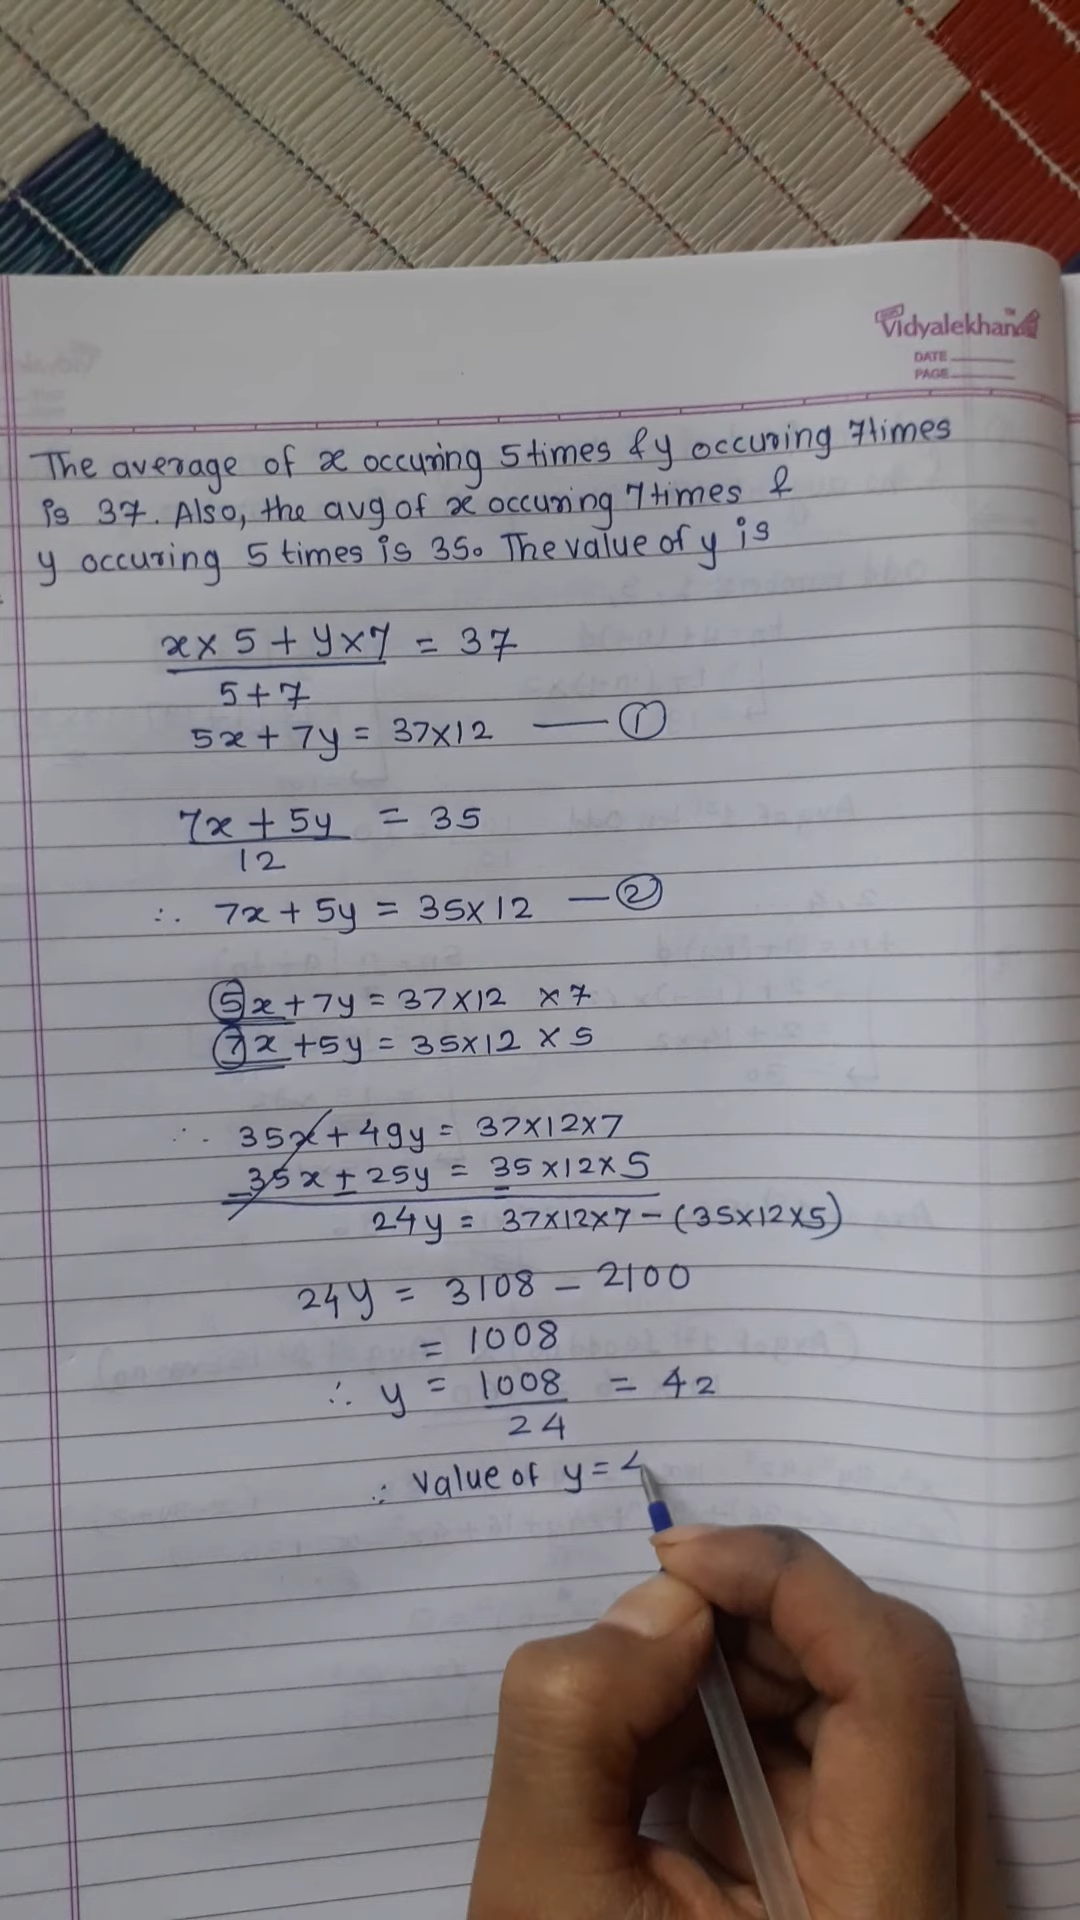 Vidyalekhan™
DATE
PAGE
The average of x occuring 5 times & y occuring 7 times
is 37. Also, the avg of x occuring 7 times &
y occuring 5 times is 35. The value of y is
x × 5 + y × 7 = 37
5 + 7
5x + 7y = 37 × 12 — ①
7x + 5y = 35
12
∴ 7x + 5y = 35 × 12 — ②
5x + 7y = 37 × 12 × 7
7x + 5y = 35 × 12 × 5
∴ 35x + 49y = 37 × 12 × 7
35x + 25y = 35 × 12 × 5
24y = 37 × 12 × 7 - (35 × 12 × 5)
24y = 3108 - 2100
= 1008
∴ y = 1008 = 42
24
∴ value of y = 4